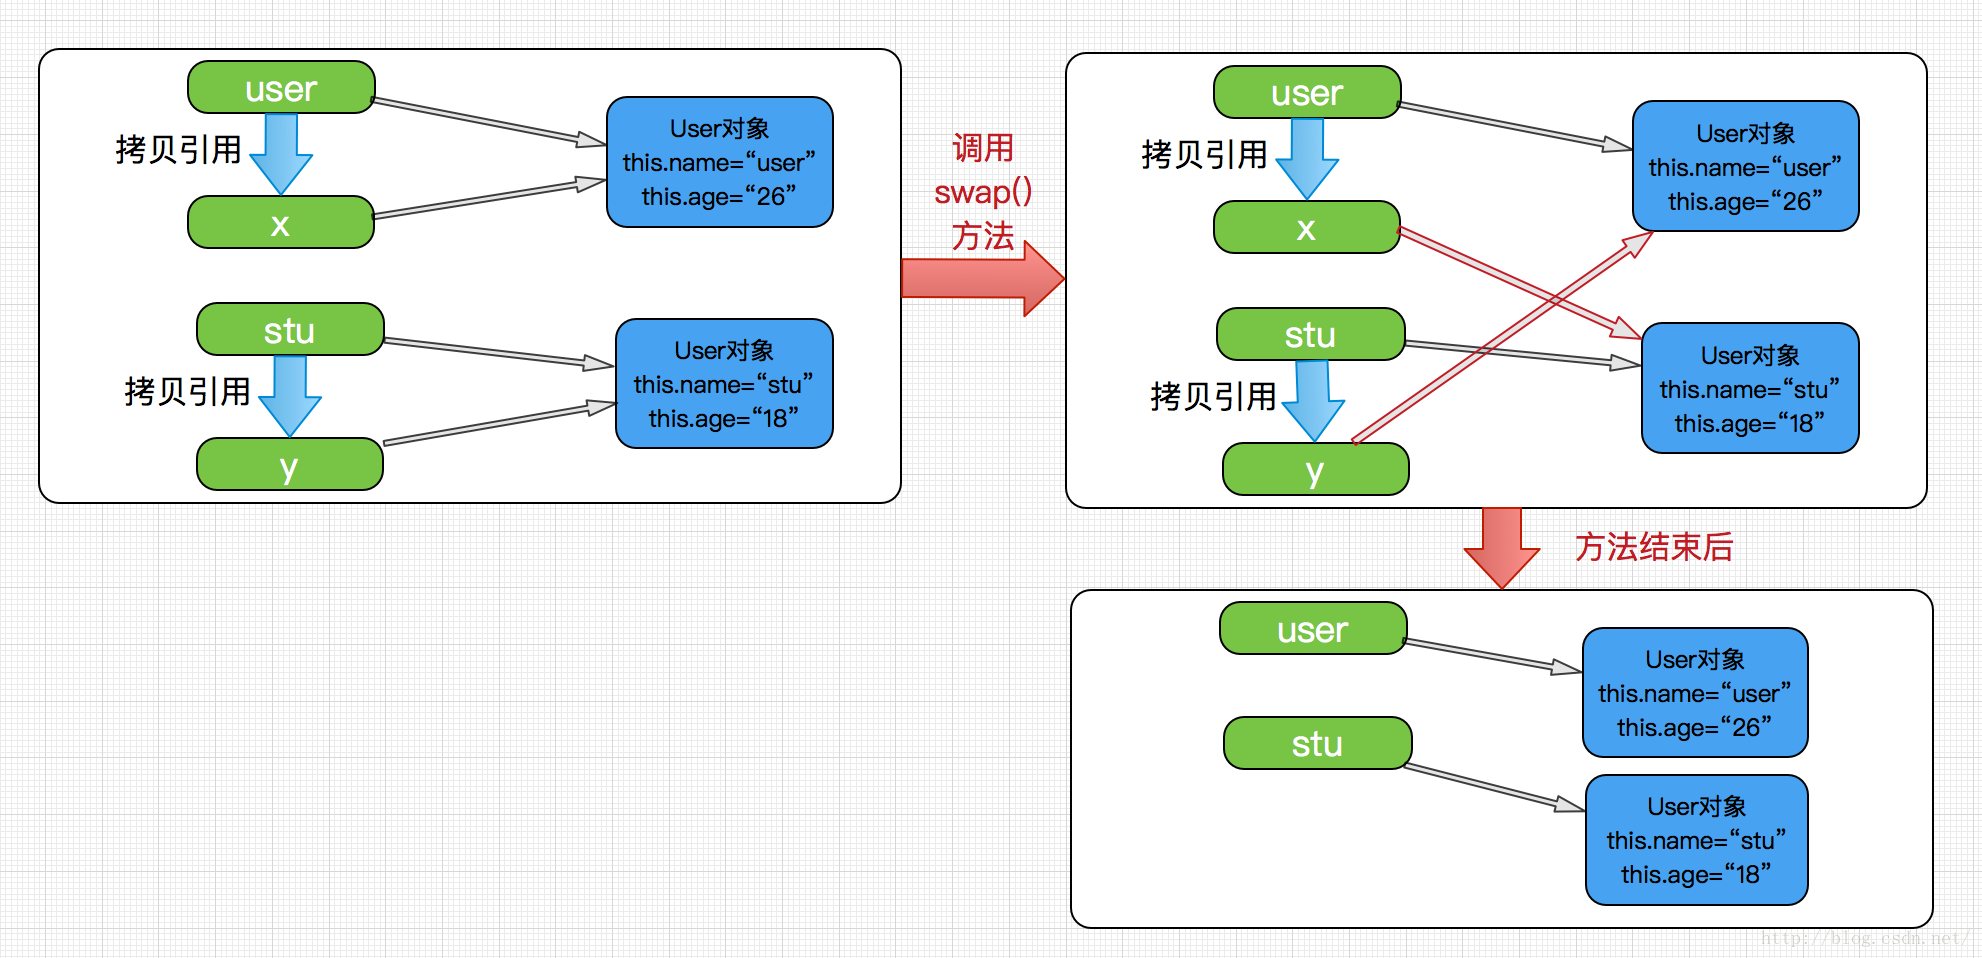 user
拷贝引用
x
User对象
this.name=“user”
this.age=“26”
stu
拷贝引用
y
User对象
this.name=“stu”
this.age=“18”
调用
swap()
方法
user
拷贝引用
x
User对象
this.name=“user”
this.age=“26”
stu
拷贝引用
y
User对象
this.name=“stu”
this.age=“18”
方法结束后
user
User对象
this.name=“user”
this.age=“26”
stu
User对象
this.name=“stu”
this.age=“18”
http://blog.csdn.net/